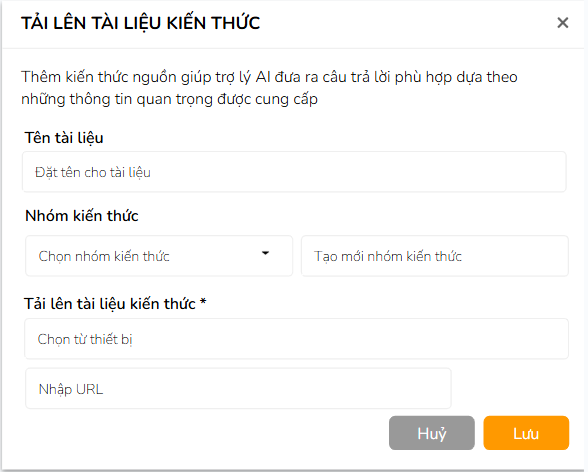 TẢI LÊN TÀI LIỆU KIẾN THỨC
Thêm kiến thức nguồn giúp trợ lý AI đưa ra câu trả lời phù hợp dựa theo
những thông tin quan trọng được cung cấp
Tên tài liệu
Đặt tên cho tài liệu
Nhóm kiến thức
Chọn nhóm kiến thức
Tạo mới nhóm kiến thức
Tải lên tài liệu kiến thức *
Chọn từ thiết bị
Nhập URL
Huỷ
Lưu